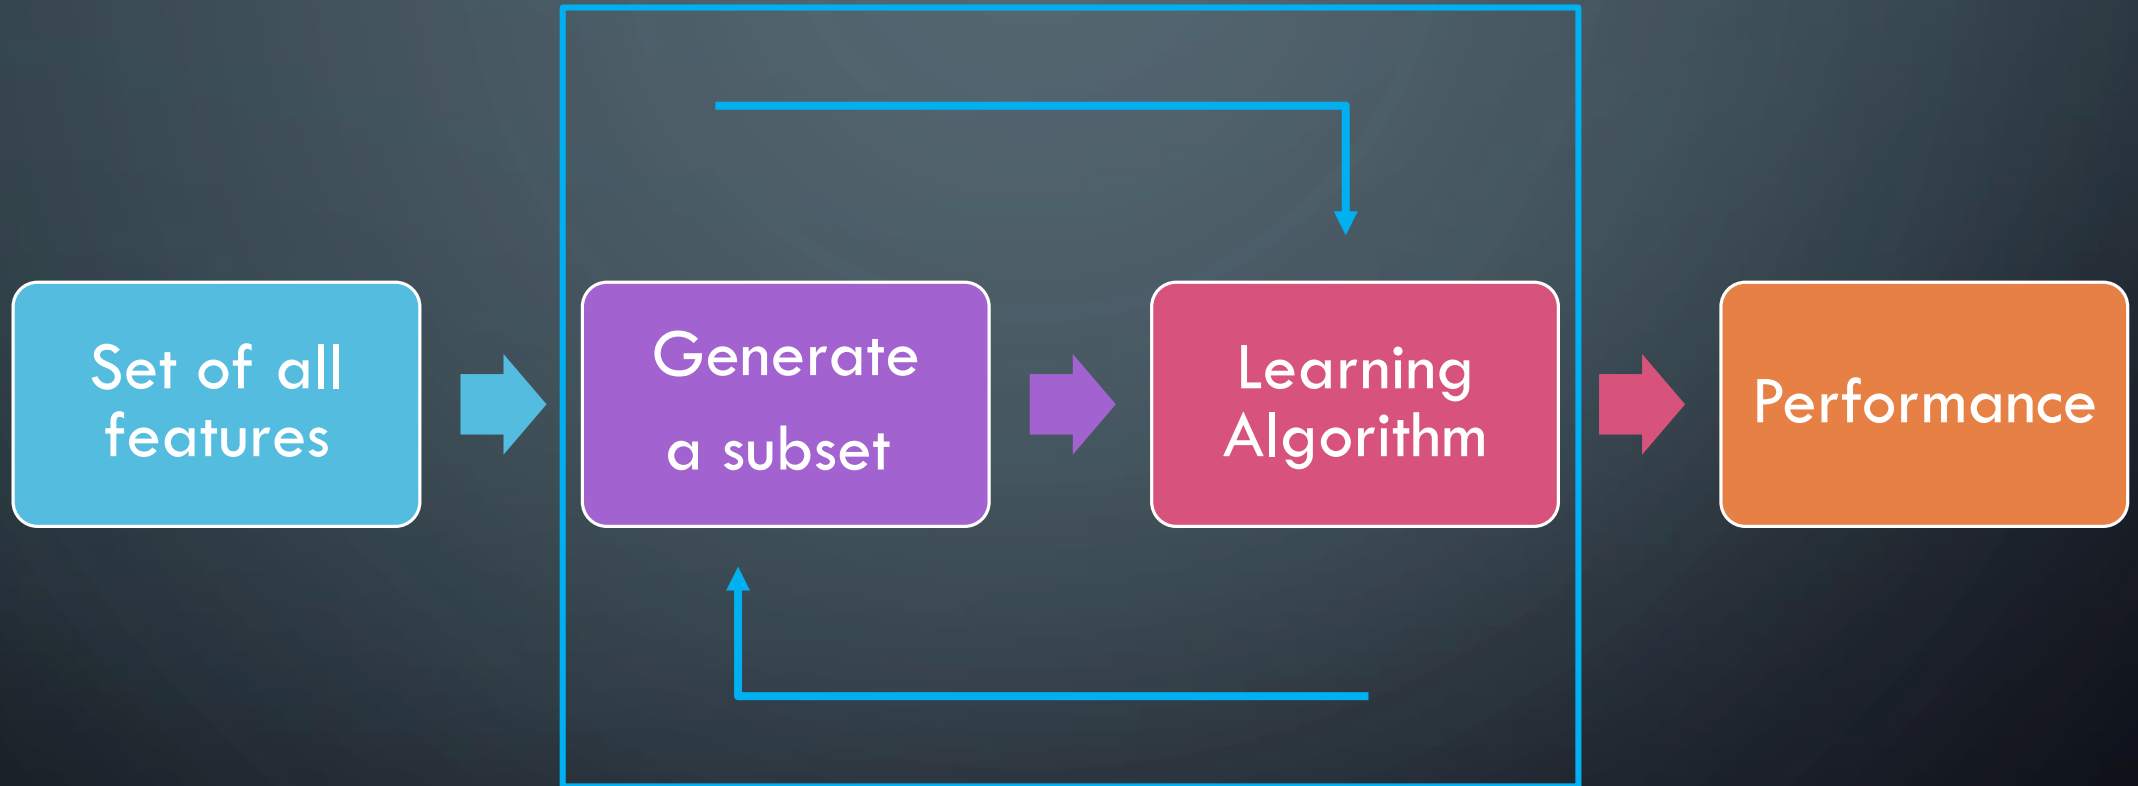 Set of all
features
Generate
a subset
Learning
Algorithm
Performance